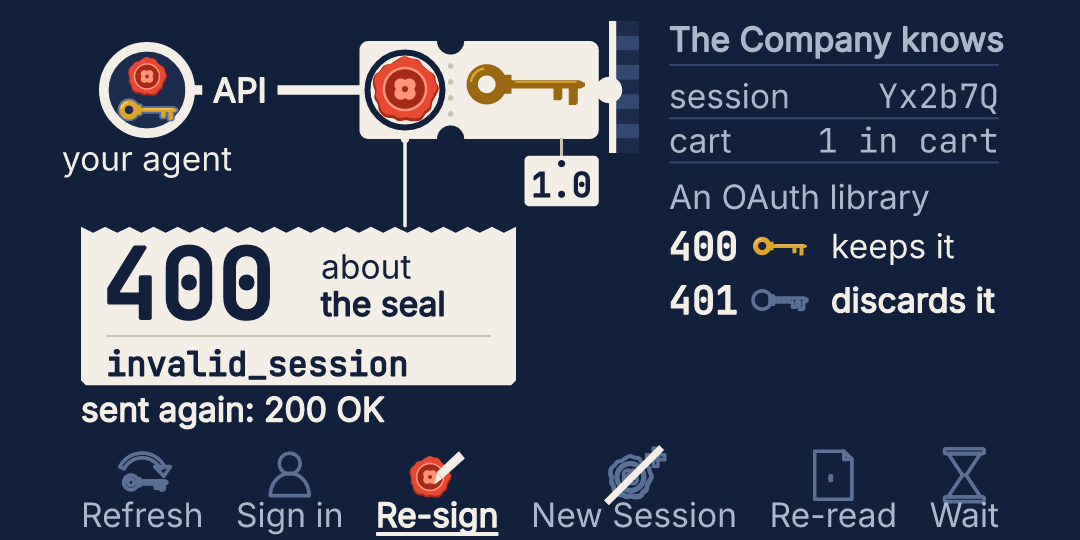 API
your agent
1.0
400
about
the seal
invalid_session
sent again: 200 OK
The Company knows
session Yx2b7Q
cart 1 in cart
An OAuth library
400 keeps it
401 discards it
Refresh Sign in Re-sign New Session Re-read Wait